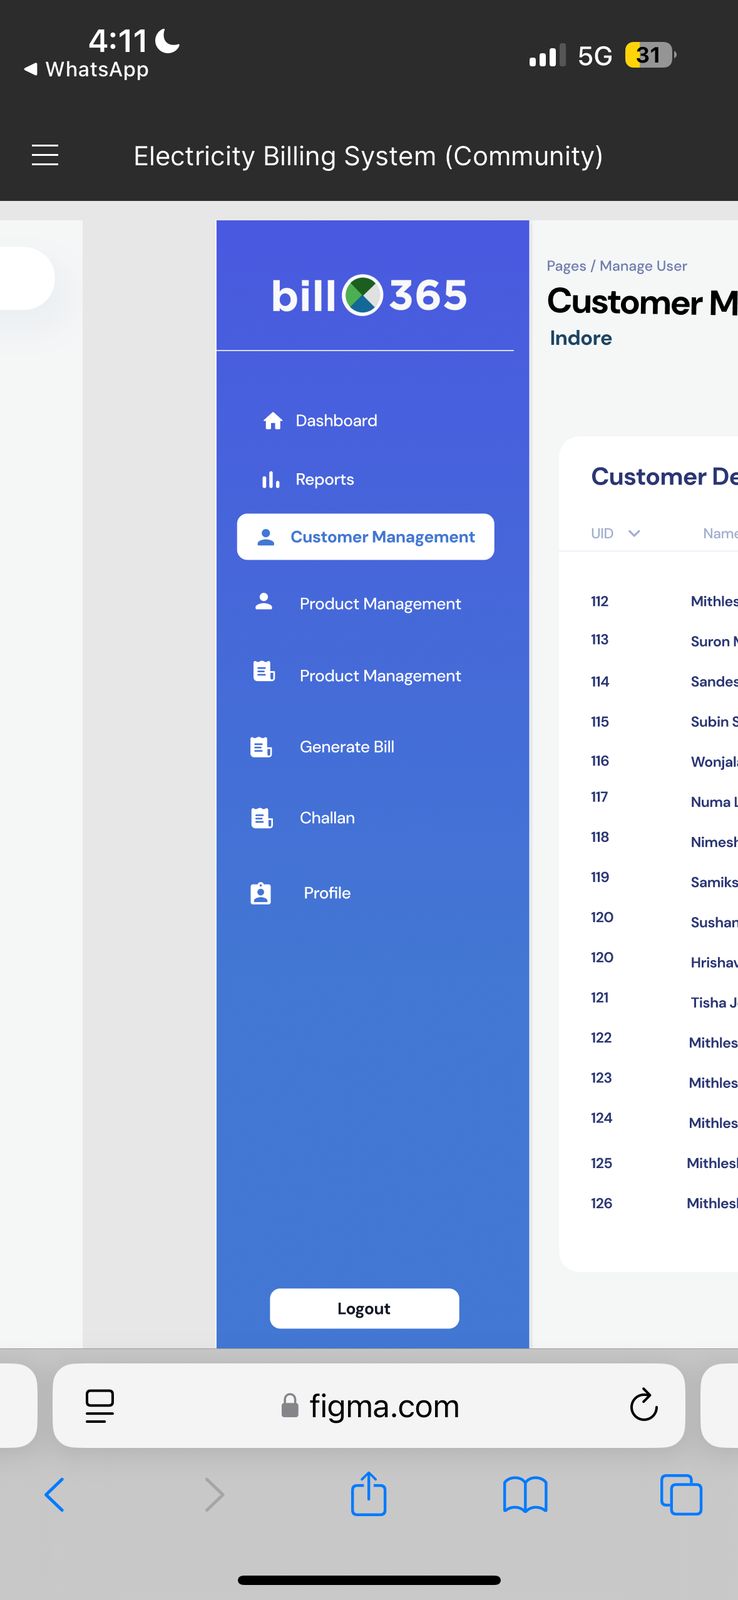 4:11
WhatsApp
5G
31
Electricity Billing System (Community)
bill 365
Dashboard
Reports
Customer Management
Product Management
Product Management
Generate Bill
Challan
Profile
Logout
Pages / Manage User
Customer M
Indore
Customer De
UID Name
112 Mithles
113 Suron M
114 Sandes
115 Subin S
116 Wonjal
117 Numa L
118 Nimesh
119 Samiks
120 Sushan
120 Hrishav
121 Tisha J
122 Mithles
123 Mithles
124 Mithles
125 Mithlesh
126 Mithlesh
figma.com